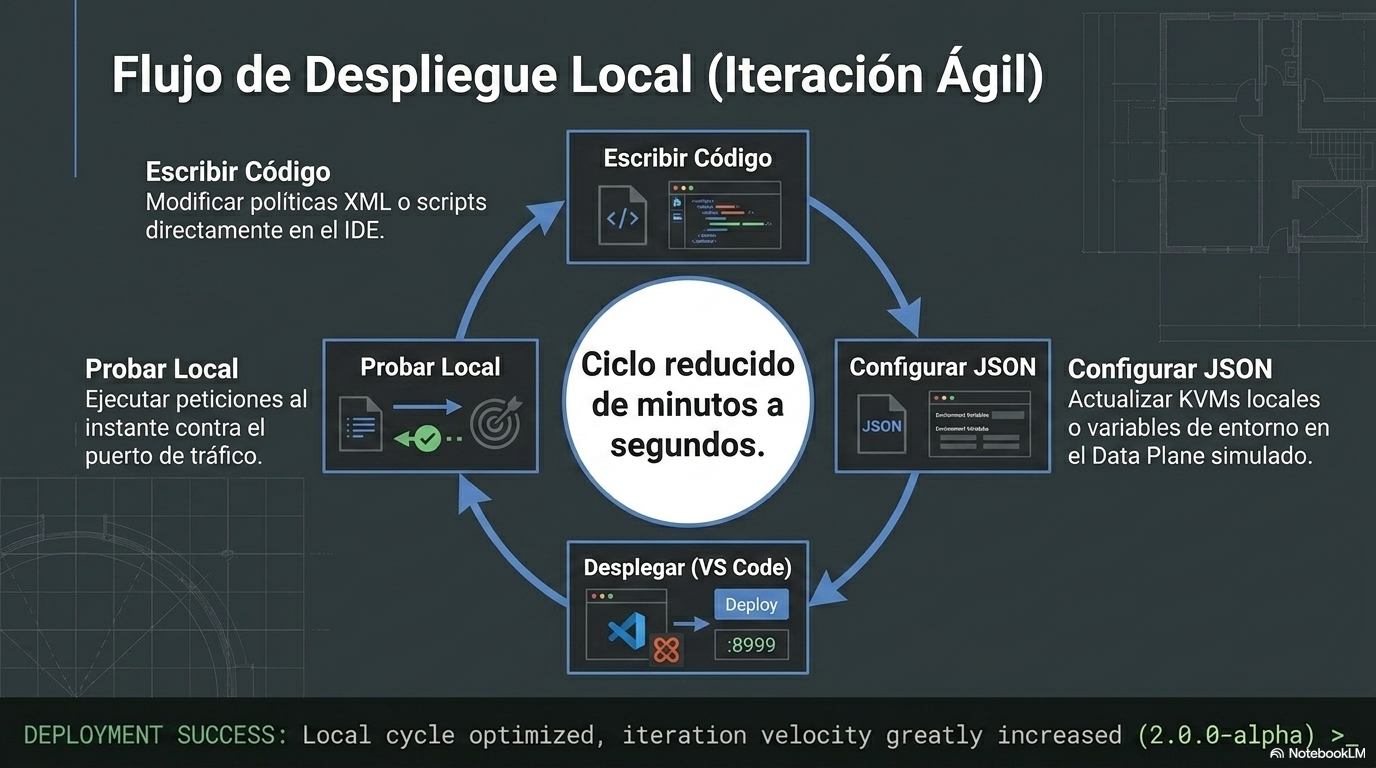 Flujo de Despliegue Local (Iteración Ágil)
Escribir Código
Modificar políticas XML o scripts
directamente en el IDE.
Escribir Código
</>
Probar Local
Ejecutar peticiones al
instante contra el
puerto de tráfico.
Probar Local
Ciclo reducido
de minutos a
segundos.
Configurar JSON
JSON
Configurar JSON
Actualizar KVMs locales
o variables de entorno en
el Data Plane simulado.
Desplegar (VS Code)
Deploy
:8999
DEPLOYMENT SUCCESS: Local cycle optimized, iteration velocity greatly increased (2.0.0-alpha) >_
NotebookLM